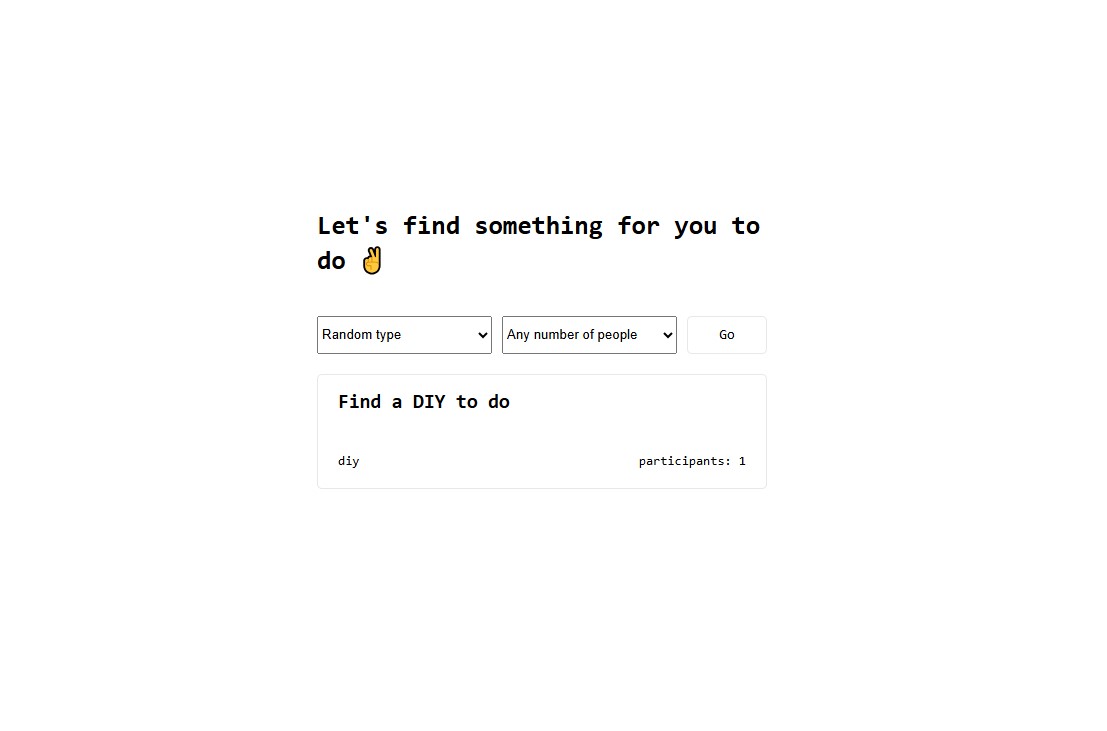 Let's find something for you to
do ✌
Random type Any number of people Go
Find a DIY to do
diy participants: 1